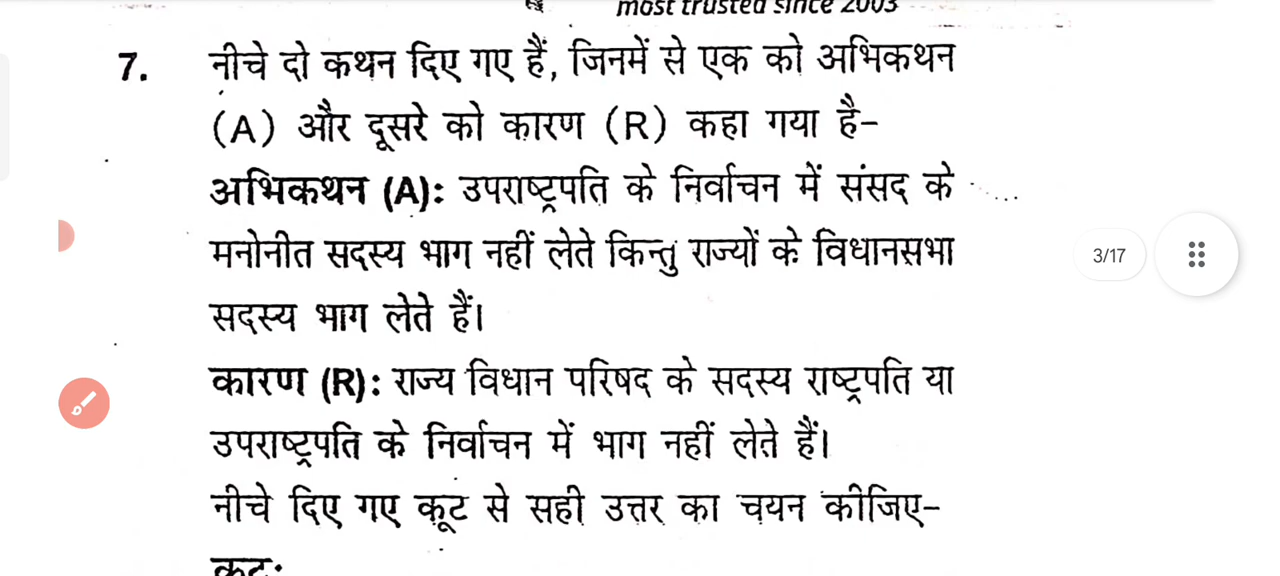 most trusted since 2003
7. नीचे दो कथन दिए गए हैं, जिनमें से एक को अभिकथन
(A) और दूसरे को कारण (R) कहा गया है–
अभिकथन (A): उपराष्ट्रपति के निर्वाचन में संसद के
मनोनीत सदस्य भाग नहीं लेते किन्तु राज्यों के विधानसभा
सदस्य भाग लेते हैं।
3/17
कारण (R): राज्य विधान परिषद के सदस्य राष्ट्रपति या
उपराष्ट्रपति के निर्वाचन में भाग नहीं लेते हैं।
नीचे दिए गए कूट से सही उत्तर का चयन कीजिए–
कूट: